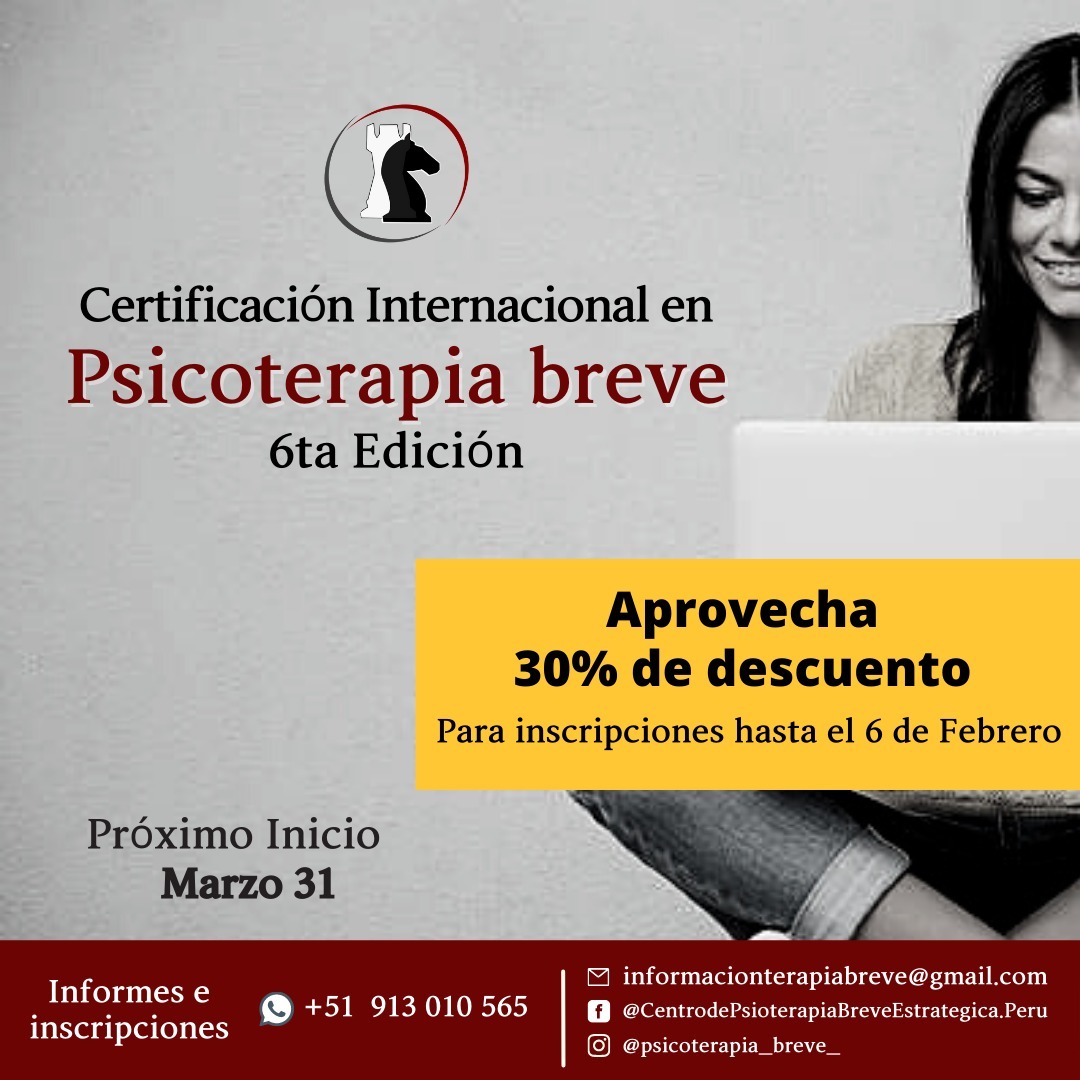 Certificación Internacional en
Psicoterapia breve
6ta Edición
Aprovecha
30% de descuento
Para inscripciones hasta el 6 de Febrero
Próximo Inicio
Marzo 31
Informes e
inscripciones
+51 913 010 565
informacionterapiabreve@gmail.com
@CentrodePsioterapiaBreveEstrategica.Peru
@psicoterapia_breve_